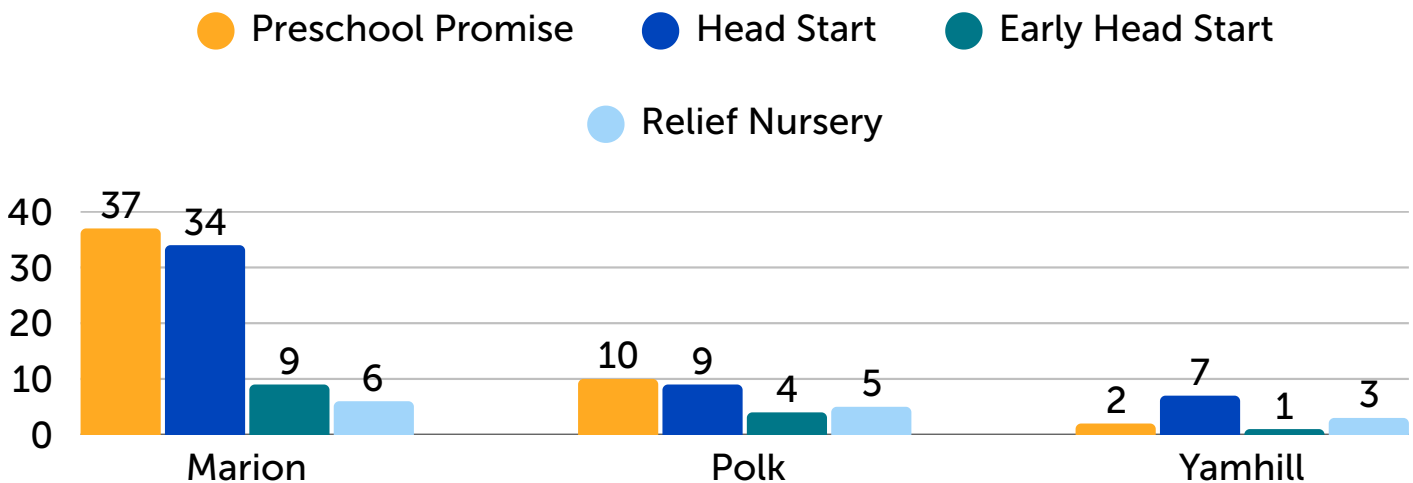 Preschool Promise Head Start Early Head Start
Relief Nursery
40 37 34
30
20
10 9 6 10 9 4 5 2 7 1 3
0
Marion Polk Yamhill